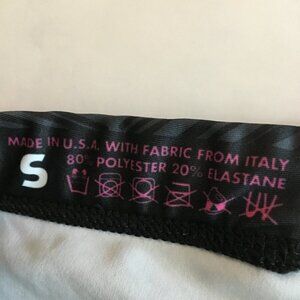 MADE IN U.S.A. WITH FABRIC FROM ITALY
80% POLYESTER 20% ELASTANE
S